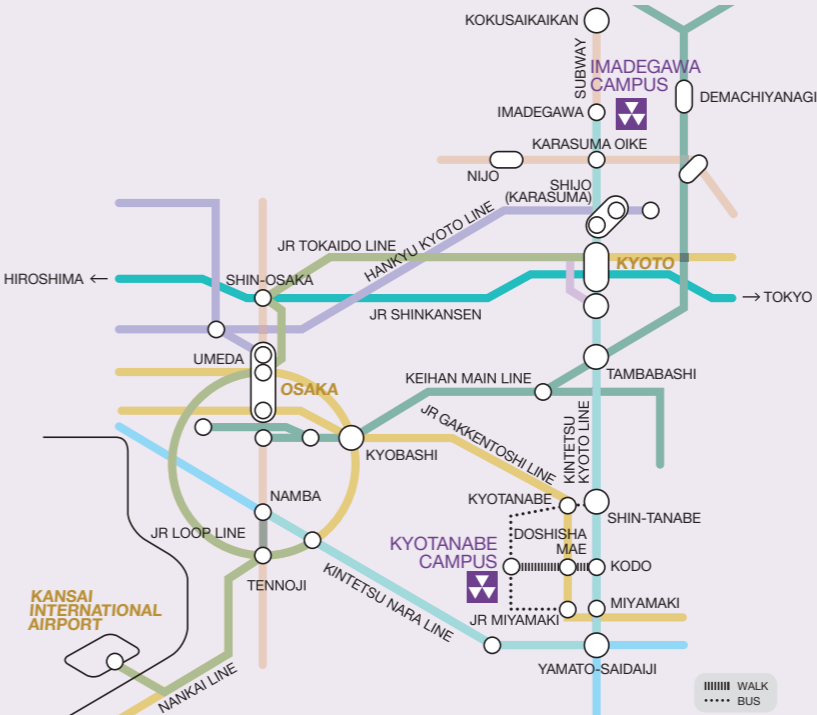 KOKUSAIKAIKAN
SUBWAY
IMADEGAWA
CAMPUS
DEMACHIYANAGI
IMADEGAWA
KARASUMA OIKE
NIJO
SHIJO
(KARASUMA)
HANKYU KYOTO LINE
JR TOKAIDO LINE
KYOTO
HIROSHIMA ←
SHIN-OSAKA
→ TOKYO
JR SHINKANSEN
UMEDA
TAMBABASHI
KEIHAN MAIN LINE
OSAKA
JR GAKKENTOSHI LINE
KINTETSU
KYOTO LINE
KYOBASHI
NAMBA
KYOTANABE
SHIN-TANABE
JR LOOP LINE
DOSHISHA
MAE
KYOTANABE
CAMPUS
KODO
TENNOJI
KINTETSU NARA LINE
KANSAI
INTERNATIONAL
AIRPORT
MIYAMAKI
JR MIYAMAKI
YAMATO-SAIDAIJI
NANKAI LINE
WALK
BUS